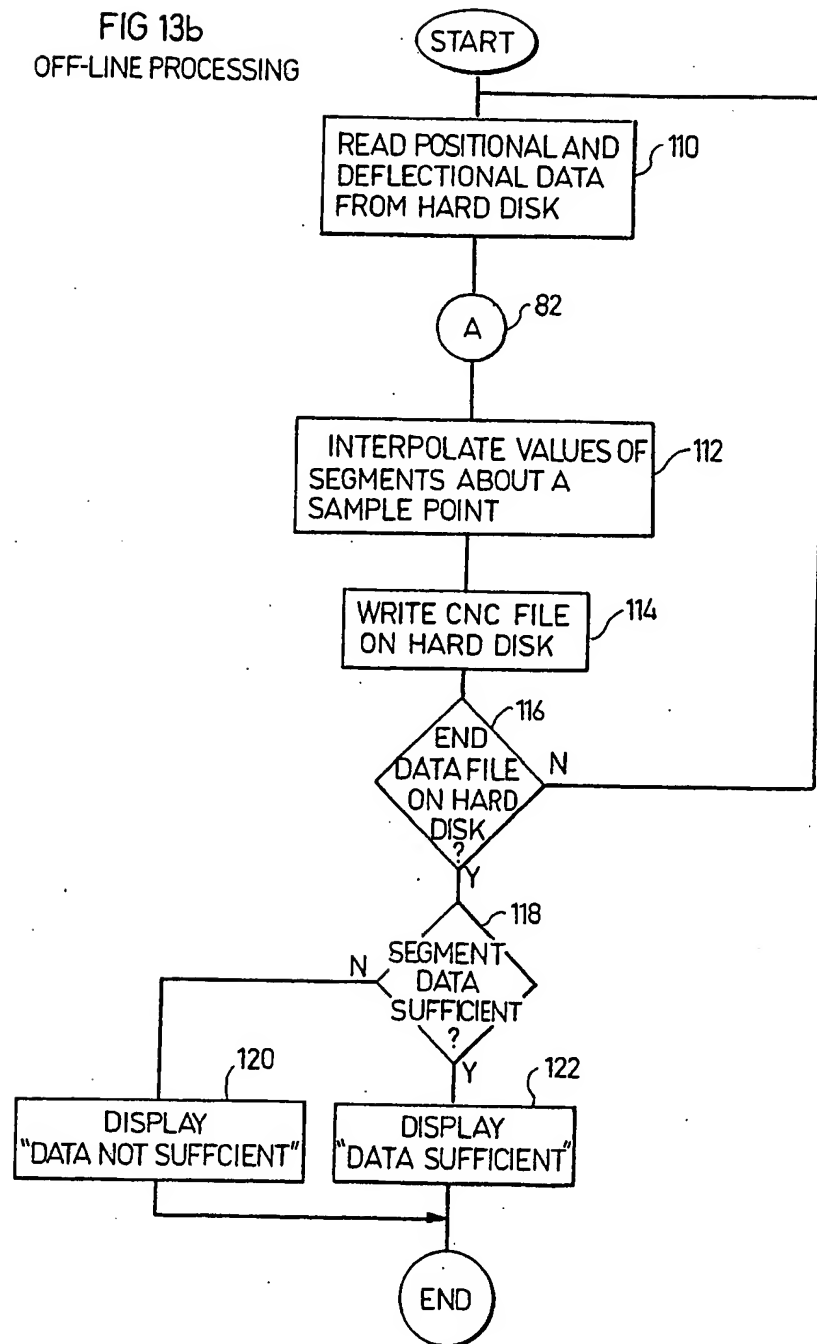 FIG 13b
OFF-LINE PROCESSING
START
READ POSITIONAL AND
DEFLECTIONAL DATA
FROM HARD DISK
110
A
82
INTERPOLATE VALUES OF
SEGMENTS ABOUT A
SAMPLE POINT
112
WRITE CNC FILE
ON HARD DISK
114
116
END
DATA FILE
ON HARD
DISK
?
N
Y
118
SEGMENT
DATA
SUFFICIENT
?
N
Y
120
DISPLAY
"DATA NOT SUFFCIENT"
122
DISPLAY
"DATA SUFFICIENT"
END